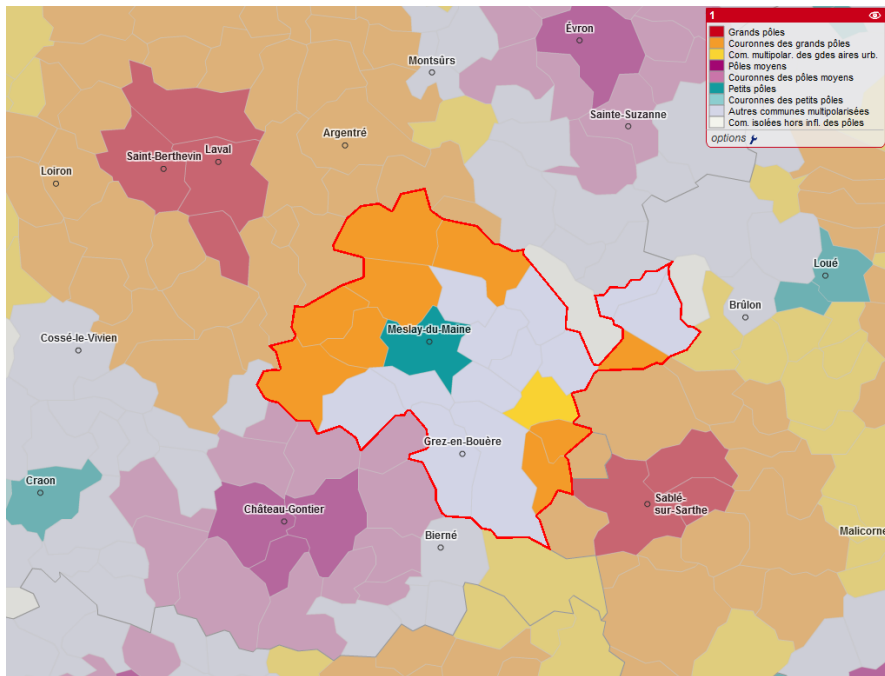 1
Grands pôles
Couronnes des grands pôles
Com. multipolar. des gdes aires urb.
Pôles moyens
Couronnes des pôles moyens
Petits pôles
Couronnes des petits pôles
Autres communes multipolarisées
Com. isolées hors infl. des pôles
options
Évron
Montsûrs
Sainte-Suzanne
Argentré
Laval
Saint-Berthevin
Loiron
Loué
Brûlon
Meslay-du-Maine
Cossé-le-Vivien
Grez-en-Bouère
Craon
Château-Gontier
Sablé-
sur-Sarthe
Bierné
Malicorne